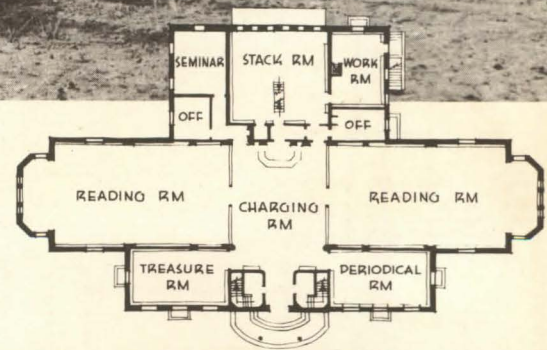 SEMINAR
STACK RM
WORK
RM
OFF
OFF
READING RM
CHARGING
RM
READING RM
TREASURE
RM
PERIODICAL
RM